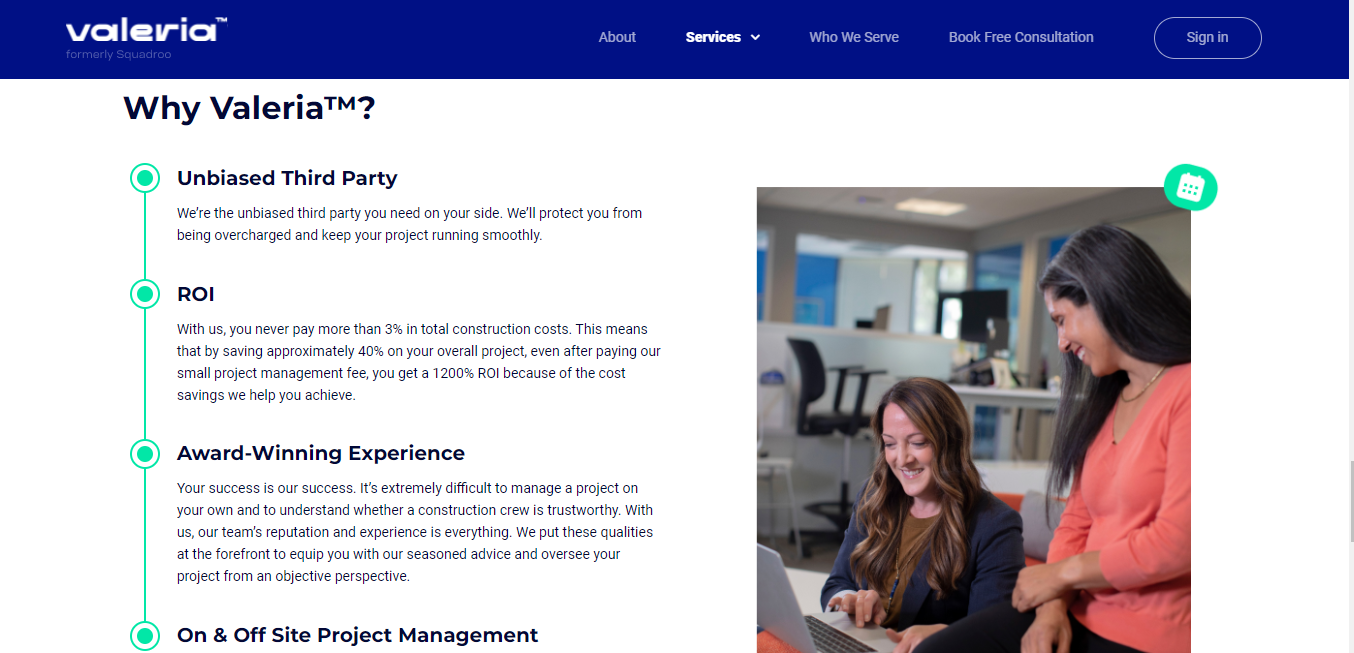 valeria™
formerly Squadroo
About
Services
Who We Serve
Book Free Consultation
Sign in
Why Valeria™?
Unbiased Third Party
We’re the unbiased third party you need on your side. We’ll protect you from
being overcharged and keep your project running smoothly.
ROI
With us, you never pay more than 3% in total construction costs. This means
that by saving approximately 40% on your overall project, even after paying our
small project management fee, you get a 1200% ROI because of the cost
savings we help you achieve.
Award-Winning Experience
Your success is our success. It’s extremely difficult to manage a project on
your own and to understand whether a construction crew is trustworthy. With
us, our team’s reputation and experience is everything. We put these qualities
at the forefront to equip you with our seasoned advice and oversee your
project from an objective perspective.
On & Off Site Project Management